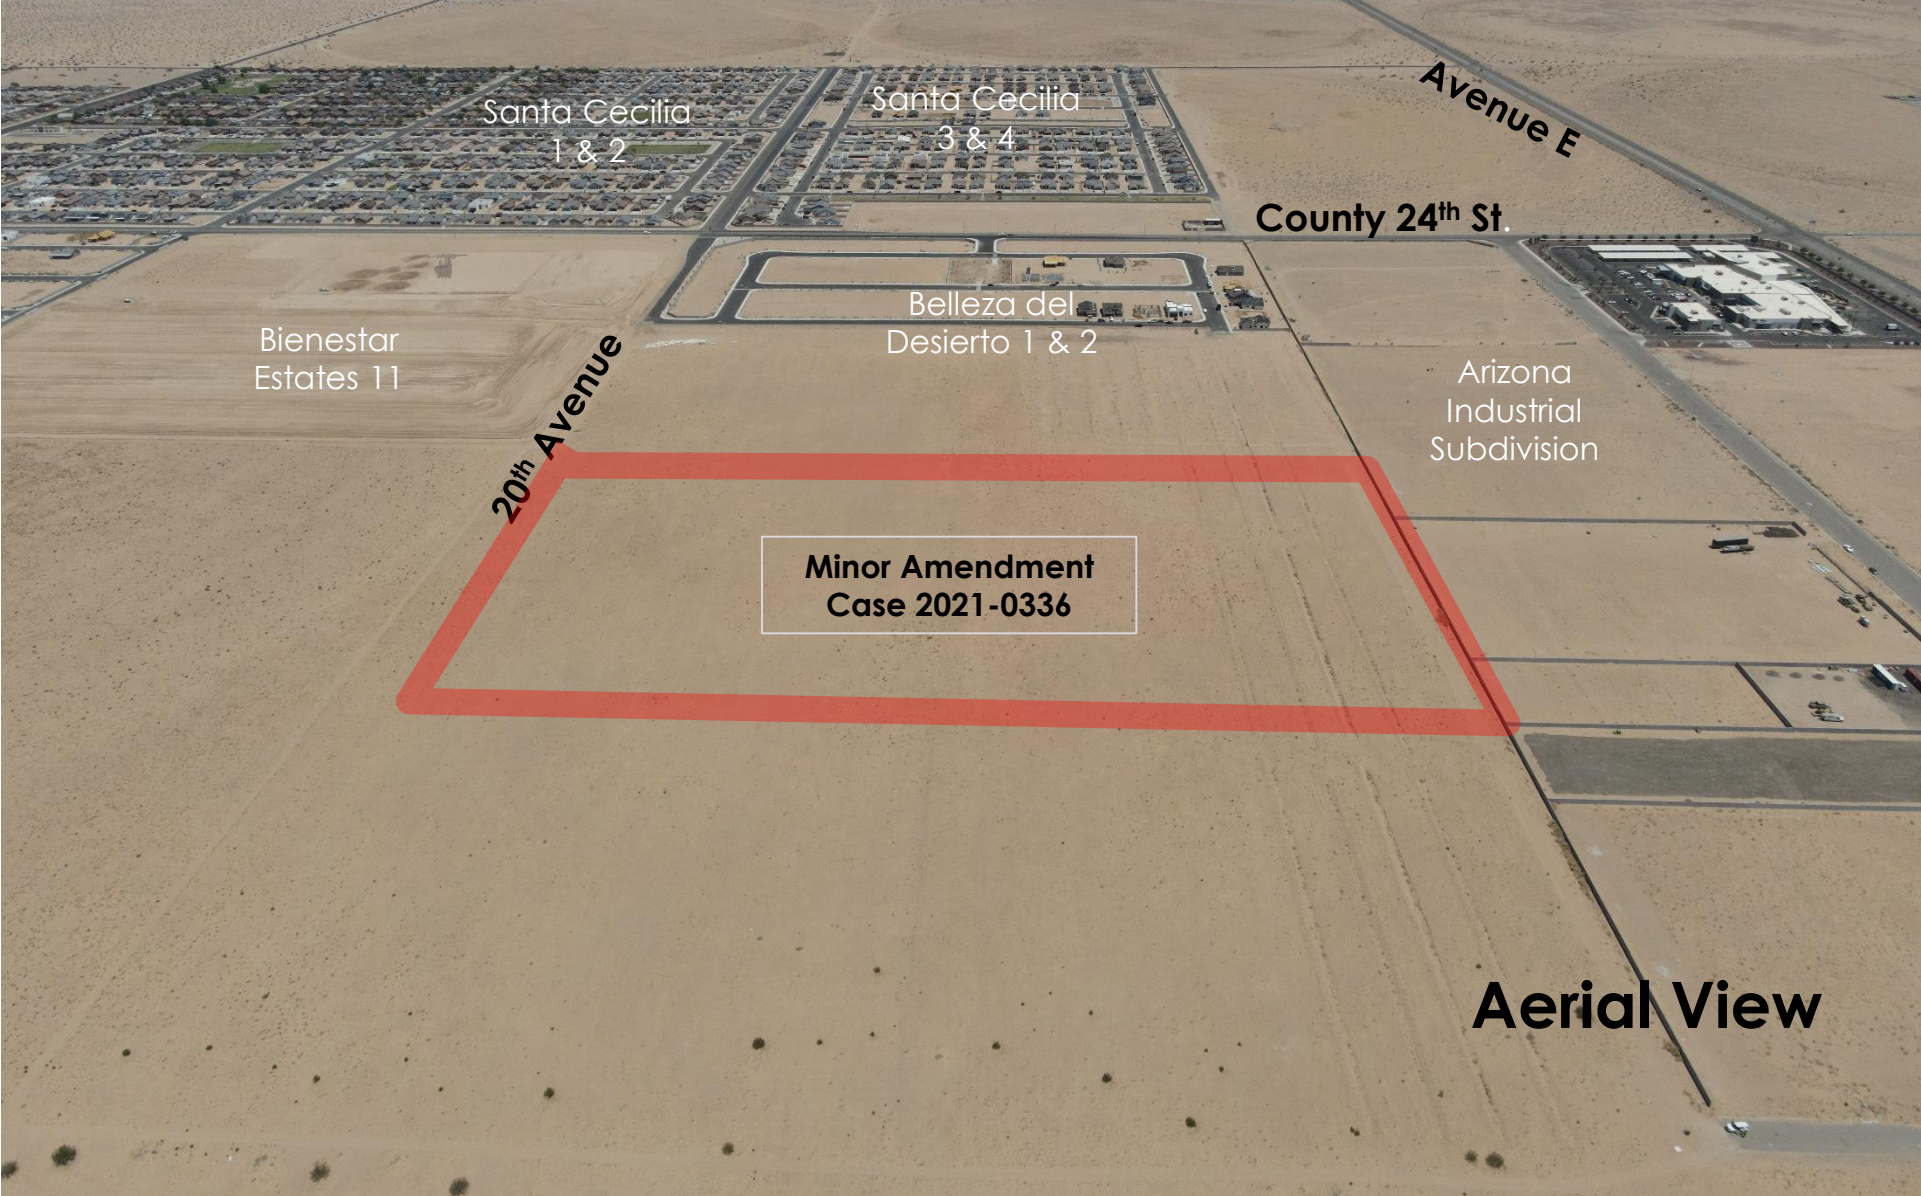 Santa Cecilia
1 & 2
Santa Cecilia
3 & 4
Avenue E
County 24th St.
Belleza del
Desierto 1 & 2
Bienestar
Estates 11
20th Avenue
Arizona
Industrial
Subdivision
Minor Amendment
Case 2021-0336
Aerial View